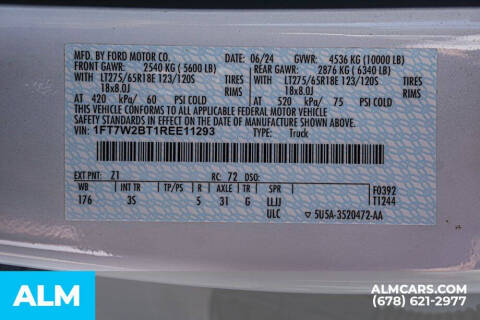 MFD. BY FORD MOTOR CO. 06/24 GVWR: 4536 KG (10000 LB)
FRONT GAWR: 2540 KG (5600 LB) REAR GAWR: 2876 KG (6340 LB)
WITH LT275/65R18E 123/120S TIRES WITH LT275/65R18E 123/120S TIRES
18x8.0J RIMS 18x8.0J RIMS
AT 420 kPa/ 60 PSI COLD AT 520 kPa/ 75 PSI COLD
THIS VEHICLE CONFORMS TO ALL APPLICABLE FEDERAL MOTOR VEHICLE
SAFETY STANDARDS IN EFFECT ON THE DATE OF MANUFACTURE SHOWN ABOVE.
VIN: 1FT7W2BT1REE11293 TYPE: Truck
EXT PNT: Z1 RC: 72 DSO:
WB INT TR TP/PS R AXLE TR SPR F0392
176 3S 5 31 G LLJJ T1244
ULC 5U5A-3520472-AA
ALM
ALMCARS.COM
(678) 621-2977